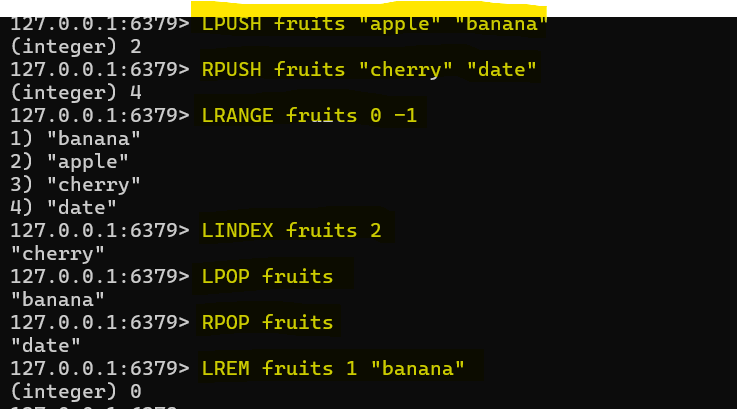 127.0.0.1:6379> LPUSH fruits "apple" "banana"
(integer) 2
127.0.0.1:6379> RPUSH fruits "cherry" "date"
(integer) 4
127.0.0.1:6379> LRANGE fruits 0 -1
1) "banana"
2) "apple"
3) "cherry"
4) "date"
127.0.0.1:6379> LINDEX fruits 2
"cherry"
127.0.0.1:6379> LPOP fruits
"banana"
127.0.0.1:6379> RPOP fruits
"date"
127.0.0.1:6379> LREM fruits 1 "banana"
(integer) 0